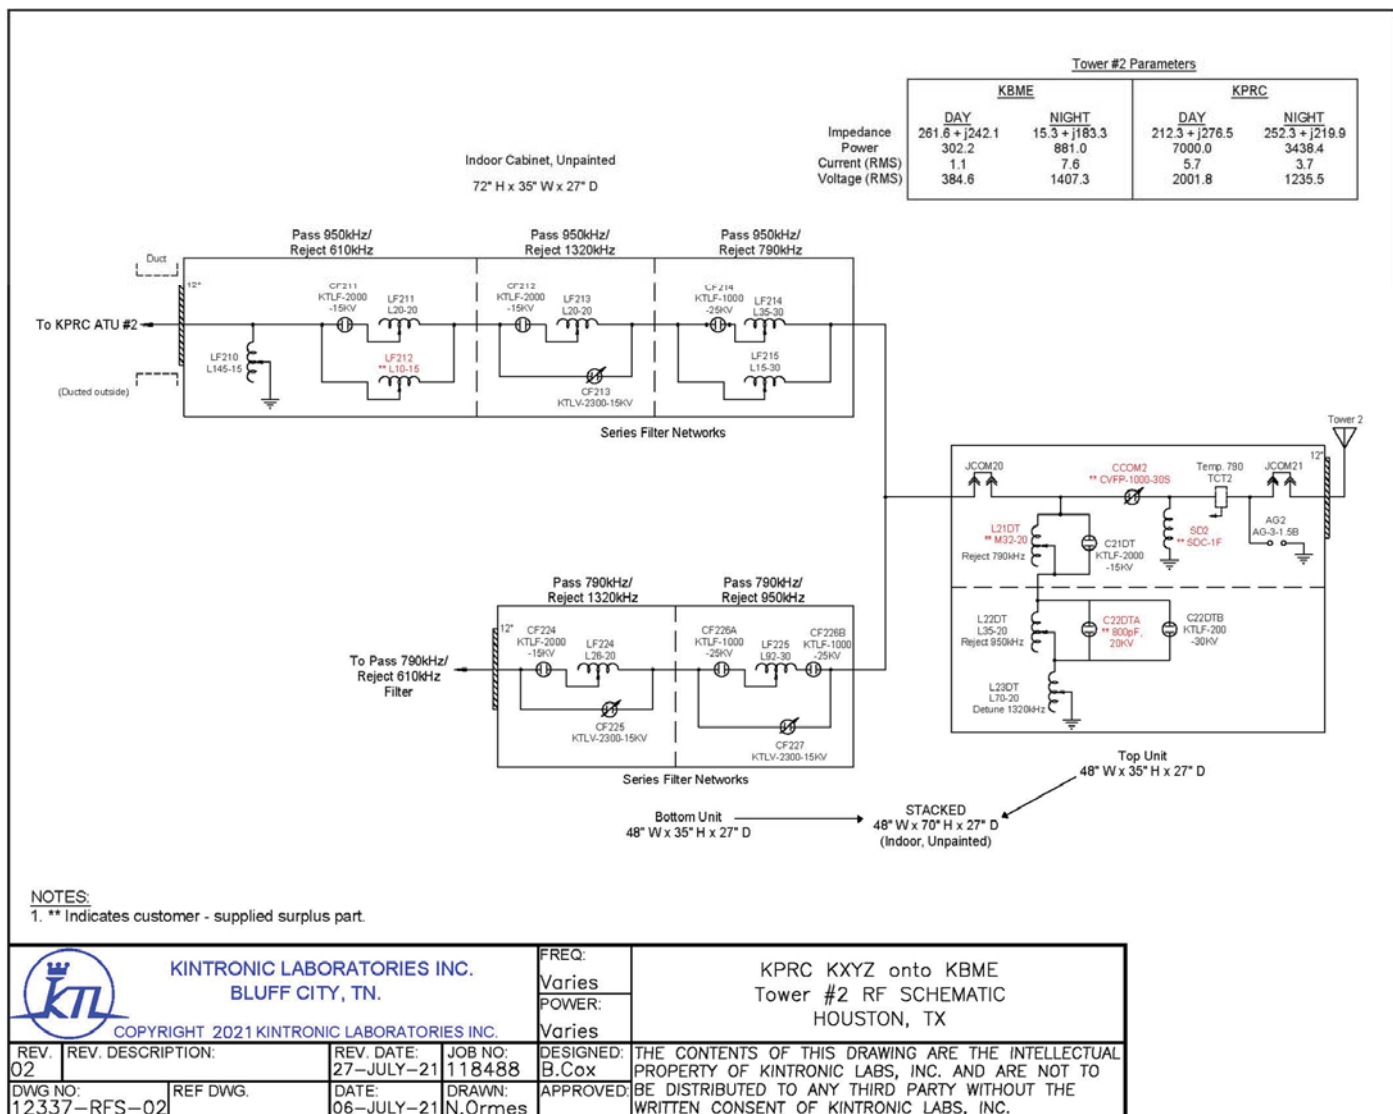 Tower #2 Parameters
KBME KPRC
DAY NIGHT DAY NIGHT
Impedance 261.6 + j242.1 15.3 + j183.3 212.3 + j276.5 252.3 + j219.9
Power 302.2 881.0 7000.0 3438.4
Current (RMS) 1.1 7.6 5.7 3.7
Voltage (RMS) 384.6 1407.3 2001.8 1235.5
Indoor Cabinet, Unpainted
72" H x 35" W x 27" D
Pass 950kHz/
Reject 610kHz
Pass 950kHz/
Reject 1320kHz
Pass 950kHz/
Reject 790kHz
Duct
12"
To KPRC ATU #2
(Ducted outside)
LF210
L145-15
CF211
KTLF-2000
-15KV
LF211
L20-20
LF212
** L10-15
CF212
KTLF-2000
-15KV
LF213
L20-20
CF213
KTLV-2300-15KV
CF214
KTLF-1000
-25KV
LF214
L35-30
LF215
L15-30
Series Filter Networks
Tower 2
12"
JCOM20
CCOM2
** CVFP-1000-30S
Temp. 790
TCT2
JCOM21
L21DT
** M32-20
Reject 790kHz
C21DT
KTLF-2000
-15KV
SD2
** SDC-1F
AG2
AG-3-1.5B
L22DT
L35-20
Reject 950kHz
C22DTA
** 800pF,
20KV
C22DTB
KTLF-200
-30KV
L23DT
L70-20
Detune 1320kHz
Pass 790kHz/
Reject 1320kHz
Pass 790kHz/
Reject 950kHz
12"
To Pass 790kHz/
Reject 610kHz
Filter
CF224
KTLF-2000
-15KV
LF224
L26-20
CF225
KTLV-2300-15KV
CF226A
KTLF-1000
-25KV
LF225
L92-30
CF226B
KTLF-1000
-25KV
CF227
KTLV-2300-15KV
Series Filter Networks
Top Unit
48" W x 35" H x 27" D
Bottom Unit
48" W x 35" H x 27" D
STACKED
48" W x 70" H x 27" D
(Indoor, Unpainted)
NOTES:
1. ** Indicates customer - supplied surplus part.
KTL
KINTRONIC LABORATORIES INC.
BLUFF CITY, TN.
COPYRIGHT 2021 KINTRONIC LABORATORIES INC.
FREQ:
Varies
POWER:
Varies
KPRC KXYZ onto KBME
Tower #2 RF SCHEMATIC
HOUSTON, TX
REV.
02
REV. DESCRIPTION:
REV. DATE:
27-JULY-21
JOB NO:
118488
DESIGNED:
B.Cox
DWG NO:
12337-RFS-02
REF DWG.
DATE:
06-JULY-21
DRAWN:
N.Ormes
APPROVED:
THE CONTENTS OF THIS DRAWING ARE THE INTELLECTUAL
PROPERTY OF KINTRONIC LABS, INC. AND ARE NOT TO
BE DISTRIBUTED TO ANY THIRD PARTY WITHOUT THE
WRITTEN CONSENT OF KINTRONIC LABS, INC.